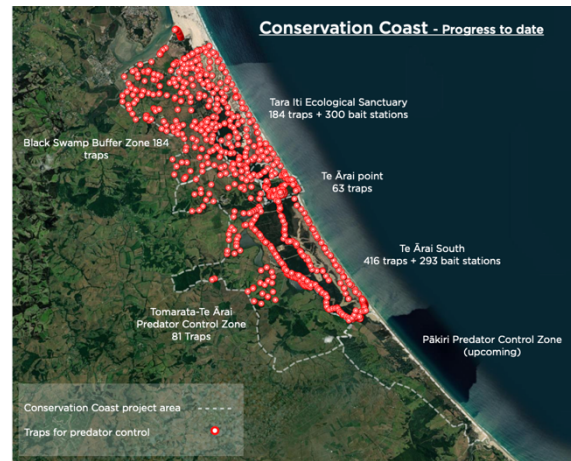 Conservation Coast - Progress to date
Tara Iti Ecological Sanctuary
184 traps + 300 bait stations
Black Swamp Buffer Zone 184
traps
Te Ārai point
63 traps
Te Ārai South
416 traps + 293 bait stations
Tomarata-Te Ārai
Predator Control Zone
81 Traps
Pākiri Predator Control Zone
(upcoming)
Conservation Coast project area
Traps for predator control